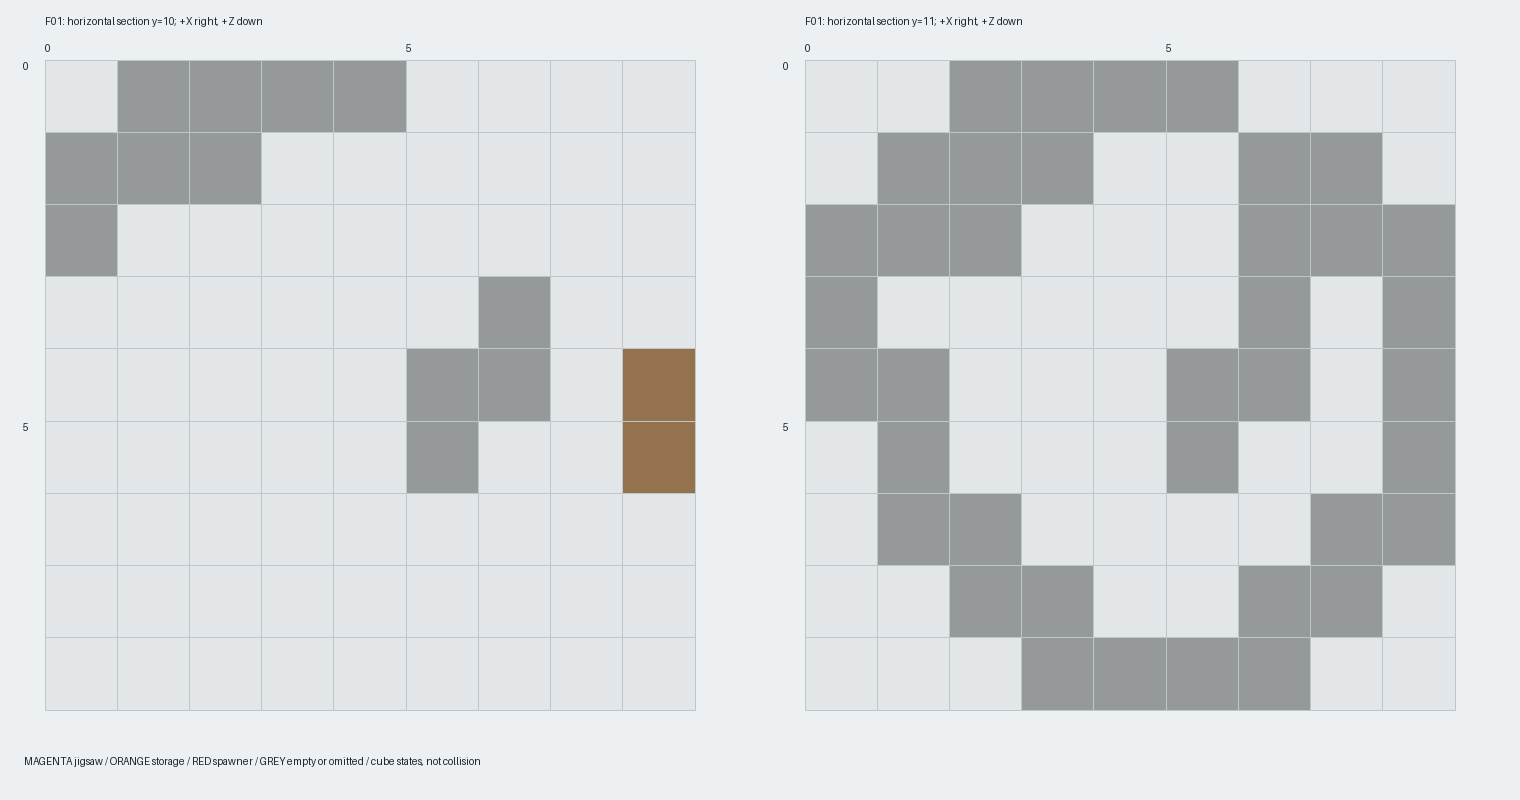 F01: horizontal section y=10; +X right, +Z down
F01: horizontal section y=11; +X right, +Z down
0 5
0 5
0
0
5
5
MAGENTA jigsaw / ORANGE storage / RED spawner / GREY empty or omitted / cube states, not collision